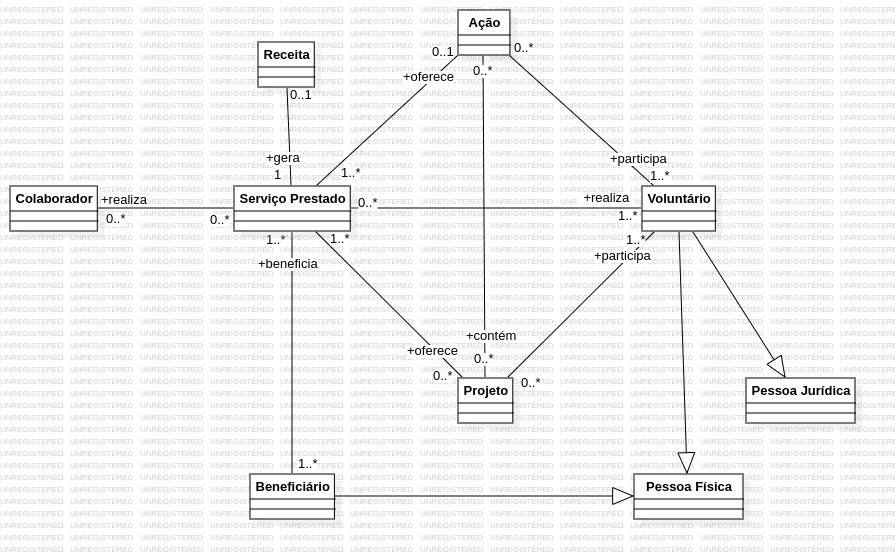 Ação
0..1
0..*
+oferece
0..*
Receita
0..1
+gera
1
1..*
+participa
1..*
Colaborador
+realiza
0..*
0..*
Serviço Prestado
0..*
+realiza
1..*
Voluntário
1..*
+beneficia
1..*
1..*
+participa
+contém
0..*
+oferece
0..*
0..*
Projeto
Pessoa Jurídica
1..*
Beneficiário
Pessoa Física
UNREGISTERED